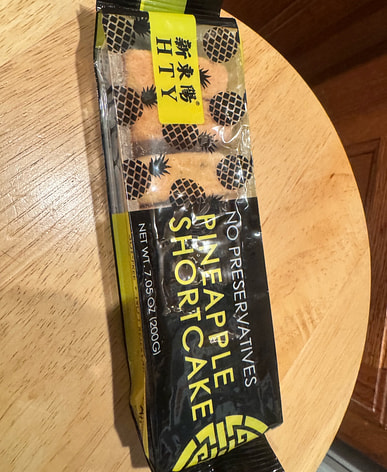 新東陽®
HTY
NO PRESERVATIVES
PINEAPPLE
SHORTCAKE
NET WT. 7.05 OZ (200G)